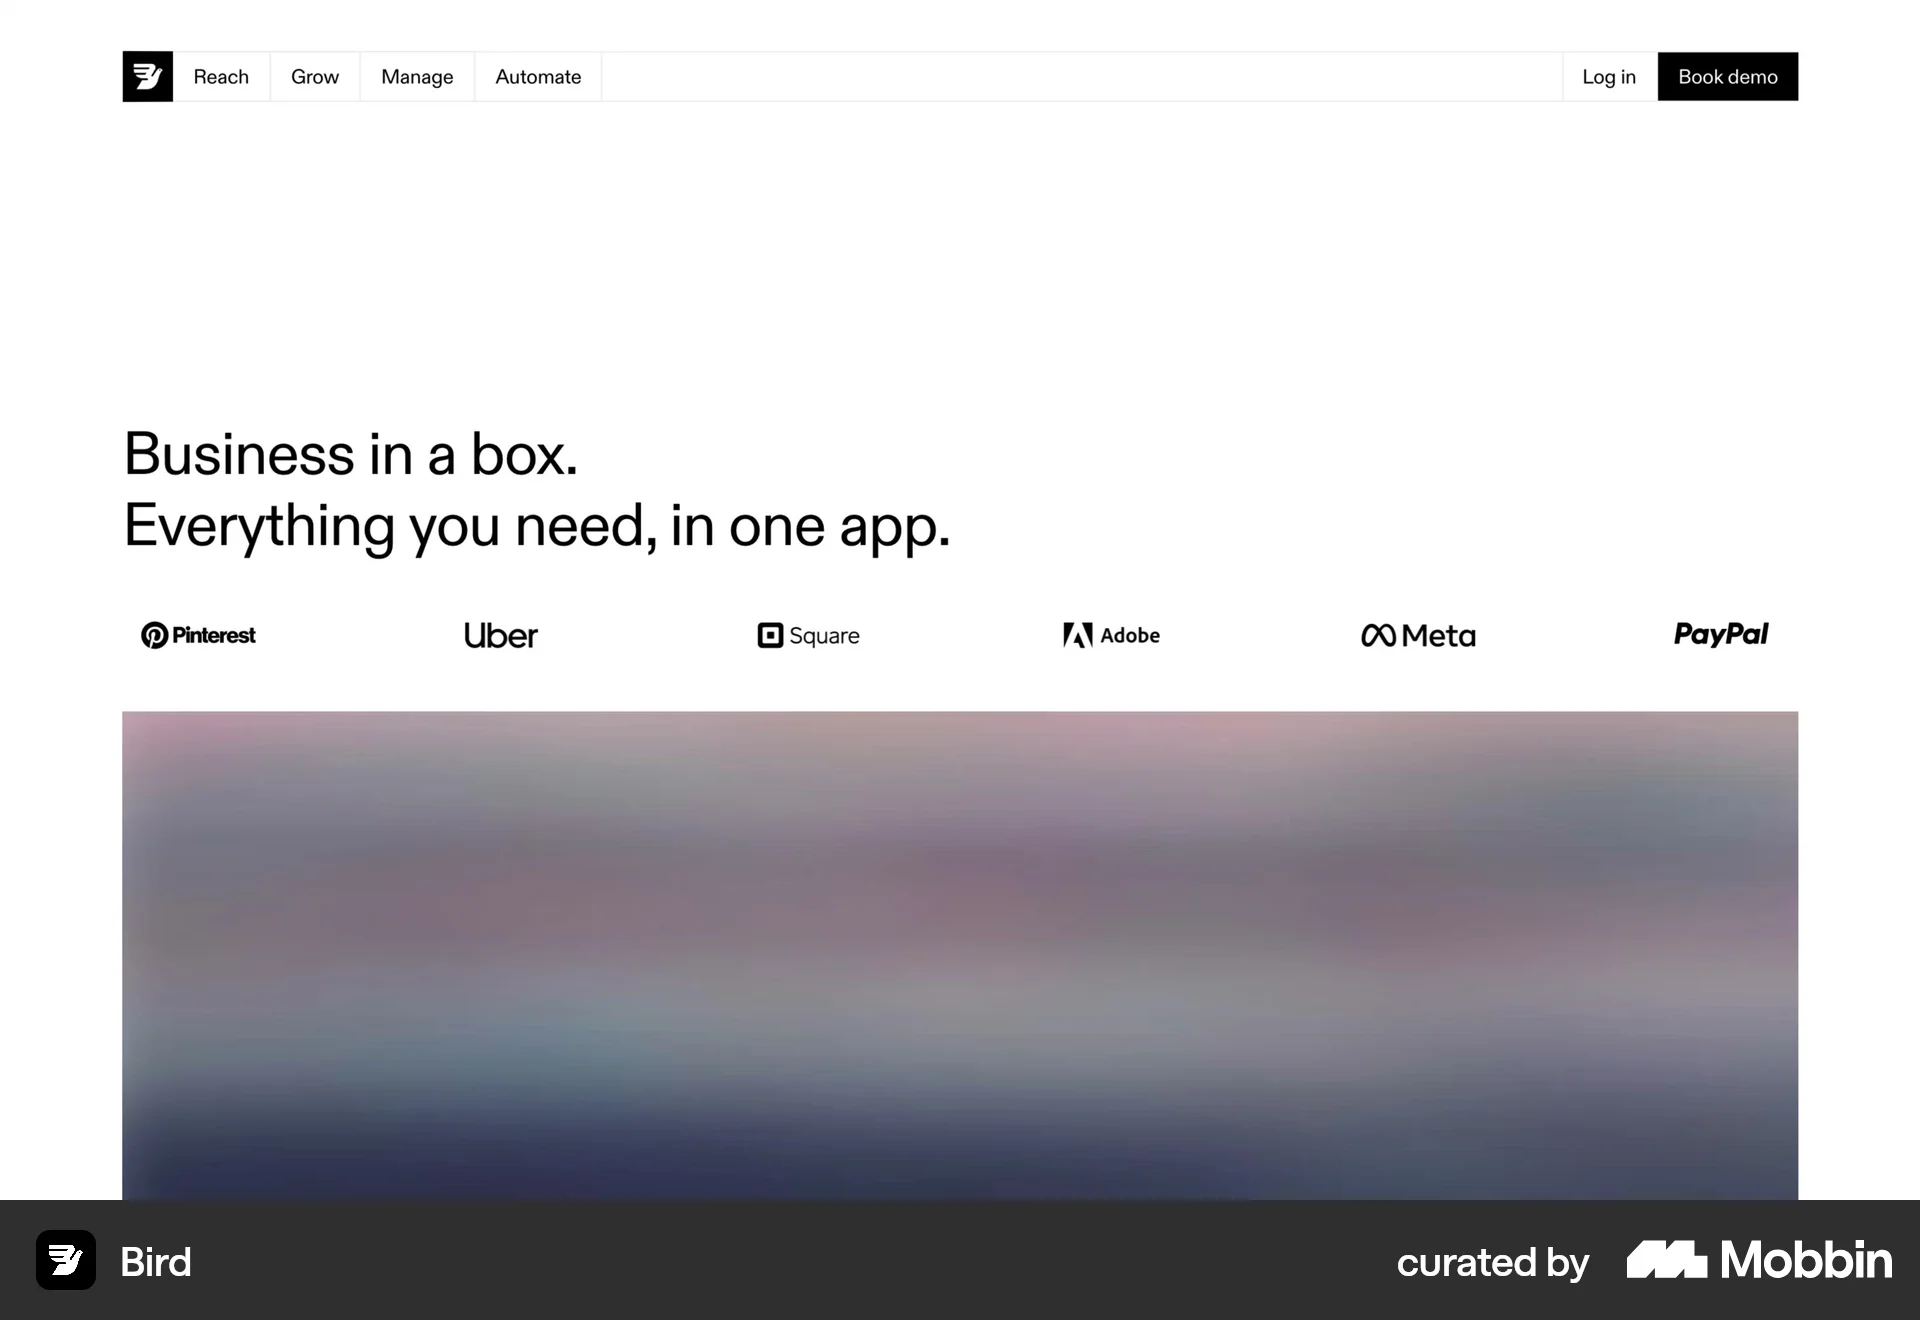 Reach Grow Manage Automate Log in Book demo
Business in a box.
Everything you need, in one app.
Pinterest Uber Square Adobe Meta PayPal
Bird curated by Mobbin